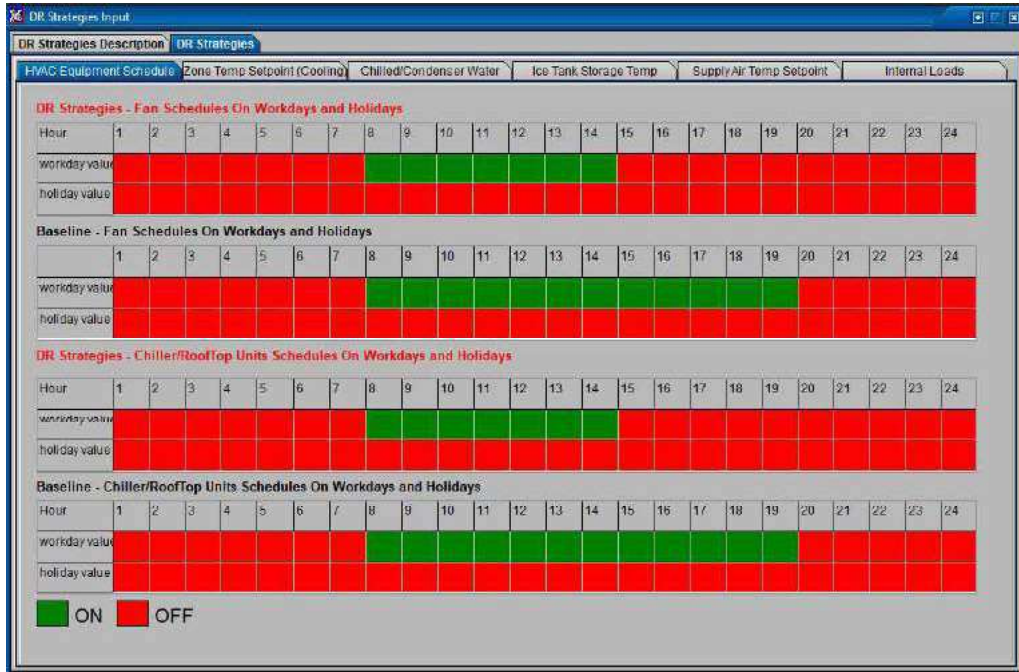 DR Strategies Input
DR Strategies Description DR Strategies
HVAC Equipment Schedule Zone Temp Setpoint (Cooling) Chilled/Condenser Water Ice Tank Storage Temp Supply Air Temp Setpoint Internal Loads
DR Strategies - Fan Schedules On Workdays and Holidays
Hour 1 2 3 4 5 6 7 8 9 10 11 12 13 14 15 16 17 18 19 20 21 22 23 24
workday value
holiday value
Baseline - Fan Schedules On Workdays and Holidays
1 2 3 4 5 6 7 8 9 10 11 12 13 14 15 16 17 18 19 20 21 22 23 24
workday value
holiday value
DR Strategies - Chiller/RoofTop Units Schedules On Workdays and Holidays
Hour 1 2 3 4 5 6 7 8 9 10 11 12 13 14 15 16 17 18 19 20 21 22 23 24
workday value
holiday value
Baseline - Chiller/RoofTop Units Schedules On Workdays and Holidays
Hour 1 2 3 4 5 6 7 8 9 10 11 12 13 14 15 16 17 18 19 20 21 22 23 24
workday value
holiday value
ON OFF